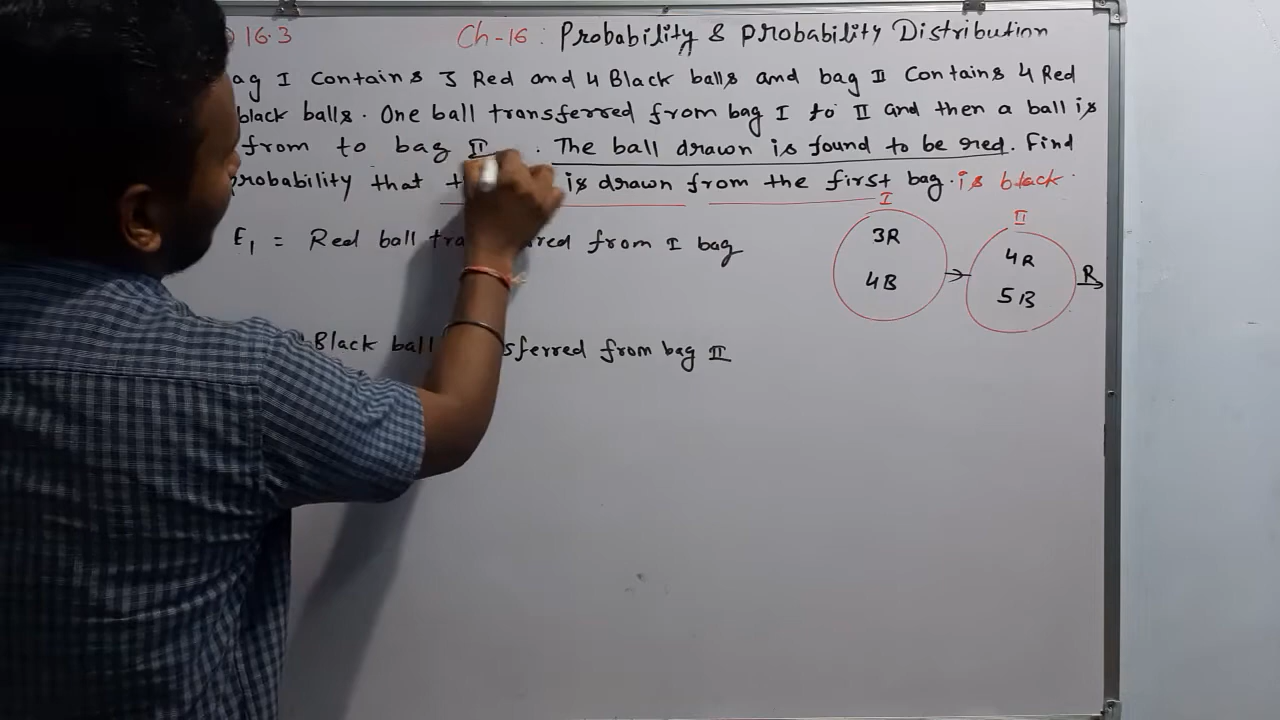 16.3 Ch-16: Probability & Probability Distribution
ag I Contains 3 Red and 4 Black balls and bag II Contains 4 Red
black balls. One ball transferred from bag I to II and then a ball is
from to bag II. The ball drawn is found to be red. Find
probability that is drawn from the first bag. is black.
I
II
E1 = Red ball tra red from I bag
3R
4B
4R
5B
R
Black ball sferred from bag II